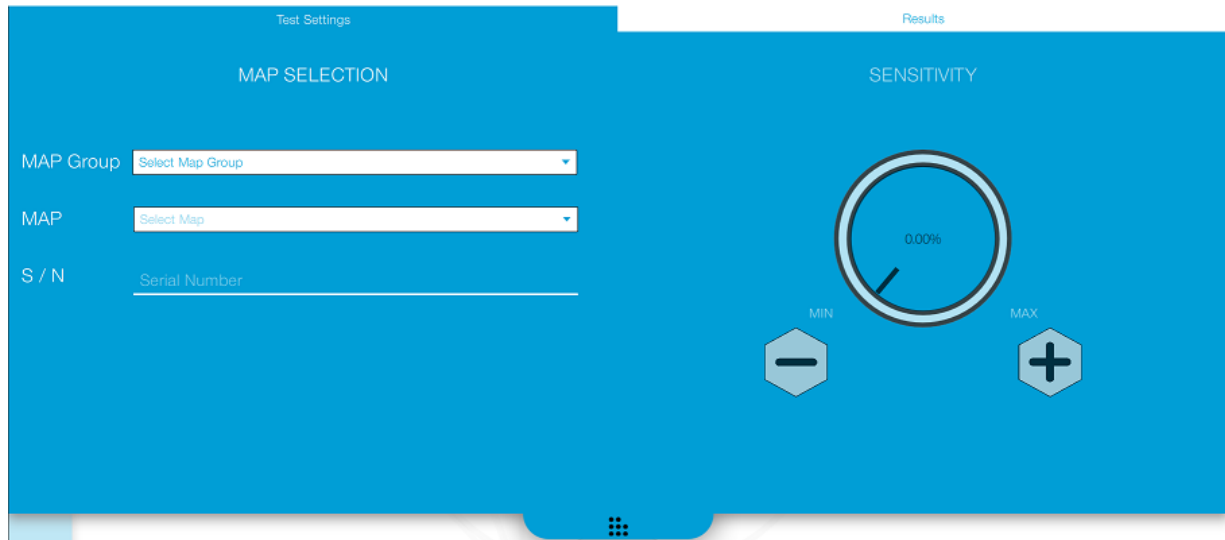 Test Settings
Results
MAP SELECTION
SENSITIVITY
MAP Group
Select Map Group
MAP
Select Map
S / N
Serial Number
0.00%
MIN
MAX